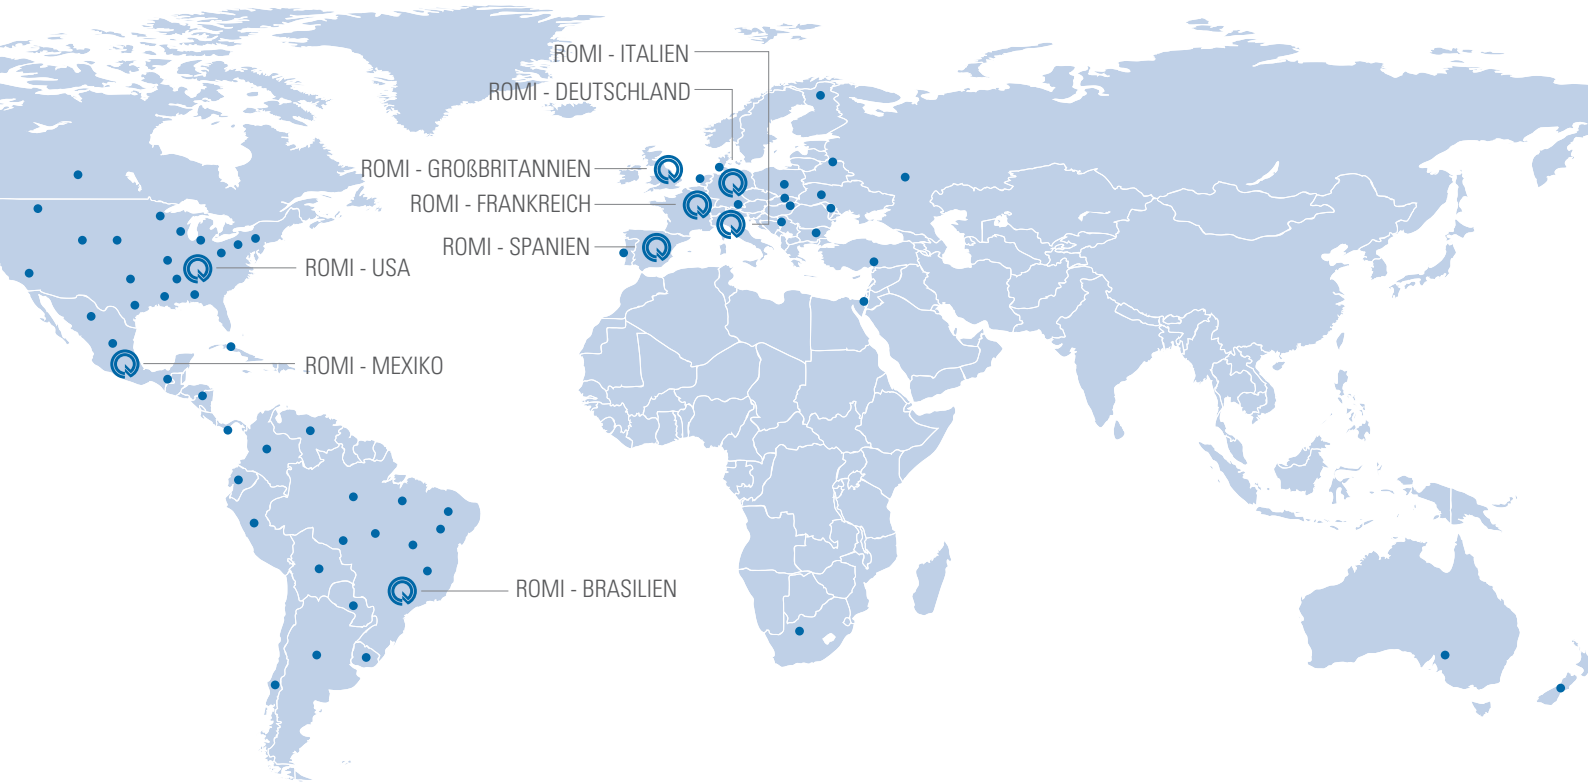 ROMI - ITALIEN
ROMI - DEUTSCHLAND
ROMI - GROßBRITANNIEN
ROMI - FRANKREICH
ROMI - SPANIEN
ROMI - USA
ROMI - MEXIKO
ROMI - BRASILIEN